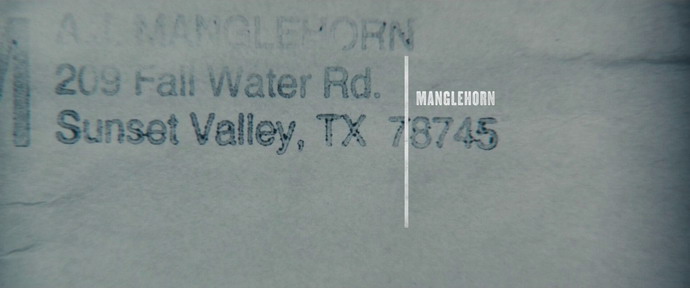 A.J. MANGLEHORN
209 Fall Water Rd.
Sunset Valley, TX 78745
MANGLEHORN